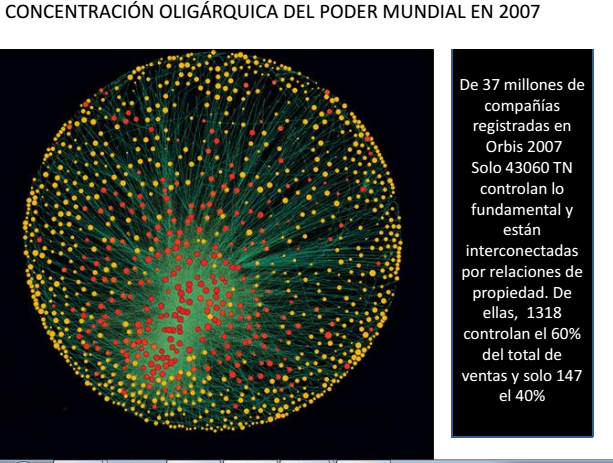 CONCENTRACIÓN OLIGÁRQUICA DEL PODER MUNDIAL EN 2007
De 37 millones de
compañías
registradas en
Orbis 2007
Solo 43060 TN
controlan lo
fundamental y
están
interconectadas
por relaciones de
propiedad. De
ellas, 1318
controlan el 60%
del total de
ventas y solo 147
el 40%